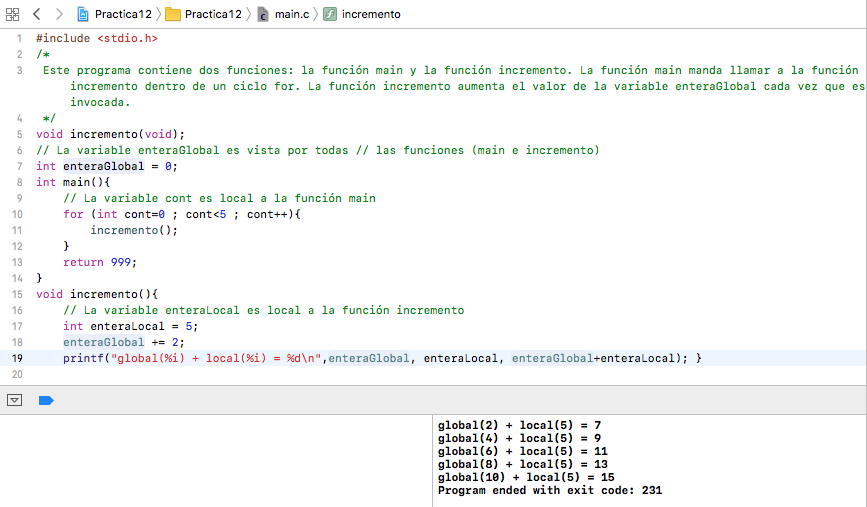 Practica12 Practica12 main.c incremento
1 #include <stdio.h>
2 /*
3 Este programa contiene dos funciones: la función main y la función incremento. La función main manda llamar a la función
incremento dentro de un ciclo for. La función incremento aumenta el valor de la variable enteraGlobal cada vez que es
invocada.
4 */
5 void incremento(void);
6 // La variable enteraGlobal es vista por todas // las funciones (main e incremento)
7 int enteraGlobal = 0;
8 int main(){
9 // La variable cont es local a la función main
10 for (int cont=0 ; cont<5 ; cont++){
11 incremento();
12 }
13 return 999;
14 }
15 void incremento(){
16 // La variable enteraLocal es local a la función incremento
17 int enteraLocal = 5;
18 enteraGlobal += 2;
19 printf("global(%i) + local(%i) = %d\n",enteraGlobal, enteraLocal, enteraGlobal+enteraLocal); }
20
global(2) + local(5) = 7
global(4) + local(5) = 9
global(6) + local(5) = 11
global(8) + local(5) = 13
global(10) + local(5) = 15
Program ended with exit code: 231